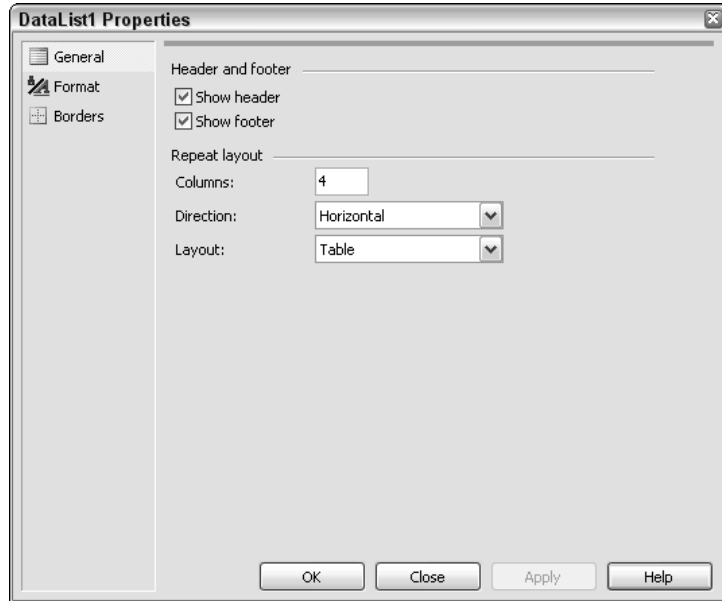 DataList1 Properties
General
Format
Borders
Header and footer
Show header
Show footer
Repeat layout
Columns: 4
Direction: Horizontal
Layout: Table
OK Close Apply Help